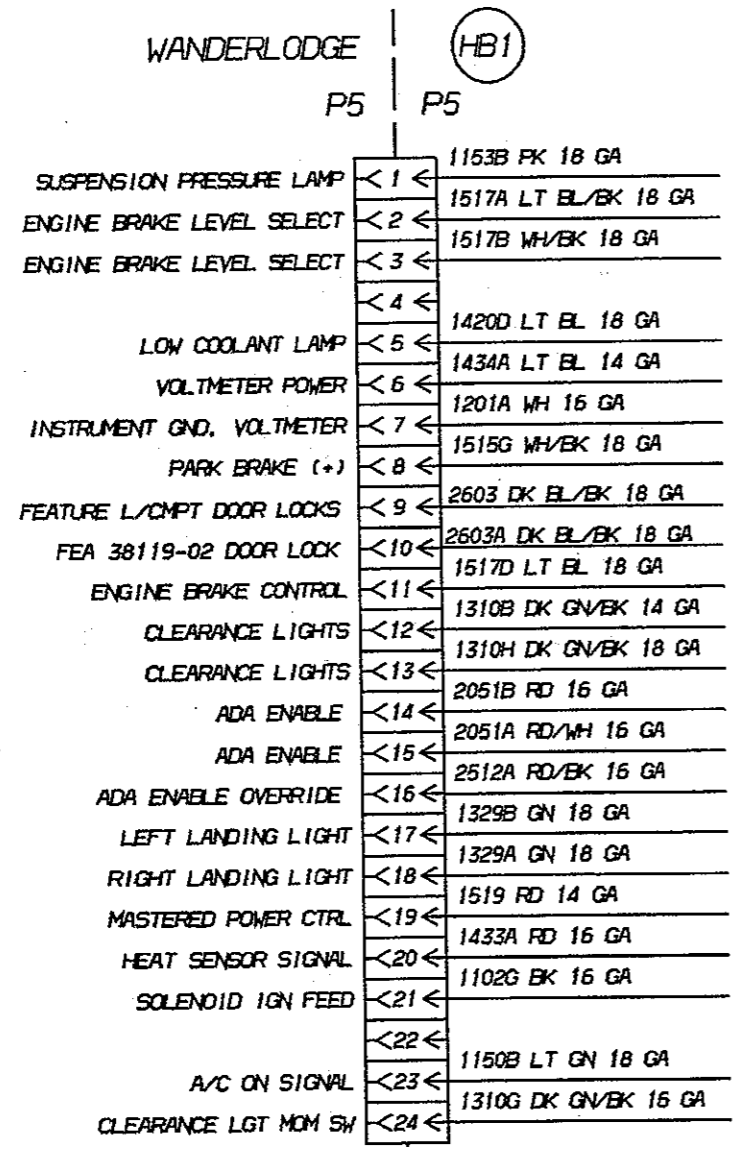 WANDERLODGE HB1
P5 P5
SUSPENSION PRESSURE LAMP 1 1153B PK 18 GA
ENGINE BRAKE LEVEL SELECT 2 1517A LT BL/BK 18 GA
ENGINE BRAKE LEVEL SELECT 3 1517B WH/BK 18 GA
4
LOW COOLANT LAMP 5 1420D LT BL 18 GA
VOLTMETER POWER 6 1434A LT BL 14 GA
INSTRUMENT GND. VOLTMETER 7 1201A WH 16 GA
PARK BRAKE (+) 8 1515G WH/BK 18 GA
FEATURE L/CMPT DOOR LOCKS 9 2603 DK BL/BK 18 GA
FEA 38119-02 DOOR LOCK 10 2603A DK BL/BK 18 GA
ENGINE BRAKE CONTROL 11 1517D LT BL 18 GA
CLEARANCE LIGHTS 12 1310B DK GN/BK 14 GA
CLEARANCE LIGHTS 13 1310H DK GN/BK 18 GA
ADA ENABLE 14 2051B RD 16 GA
ADA ENABLE 15 2051A RD/WH 16 GA
ADA ENABLE OVERRIDE 16 2512A RD/BK 16 GA
LEFT LANDING LIGHT 17 1329B GN 18 GA
RIGHT LANDING LIGHT 18 1329A GN 18 GA
MASTERED POWER CTRL 19 1519 RD 14 GA
HEAT SENSOR SIGNAL 20 1433A RD 16 GA
SOLENOID IGN FEED 21 1102G BK 16 GA
22
A/C ON SIGNAL 23 1150B LT GN 18 GA
CLEARANCE LGT MOM SW 24 1310G DK GN/BK 16 GA